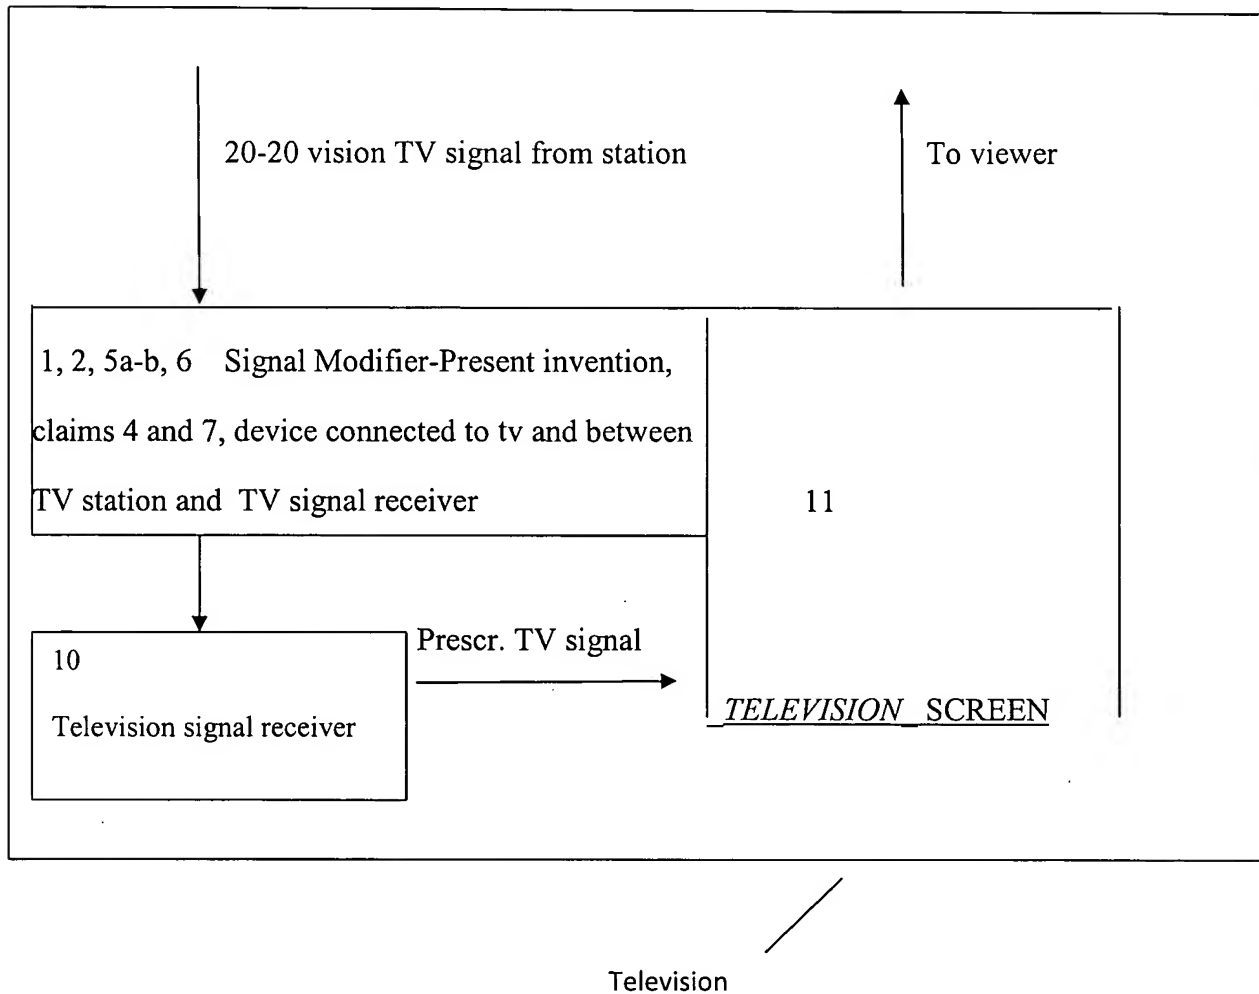 20-20 vision TV signal from station
To viewer
1, 2, 5a-b, 6 Signal Modifier-Present invention,
claims 4 and 7, device connected to tv and between
TV station and TV signal receiver
11
10
Television signal receiver
Prescr. TV signal
TELEVISION SCREEN
Television